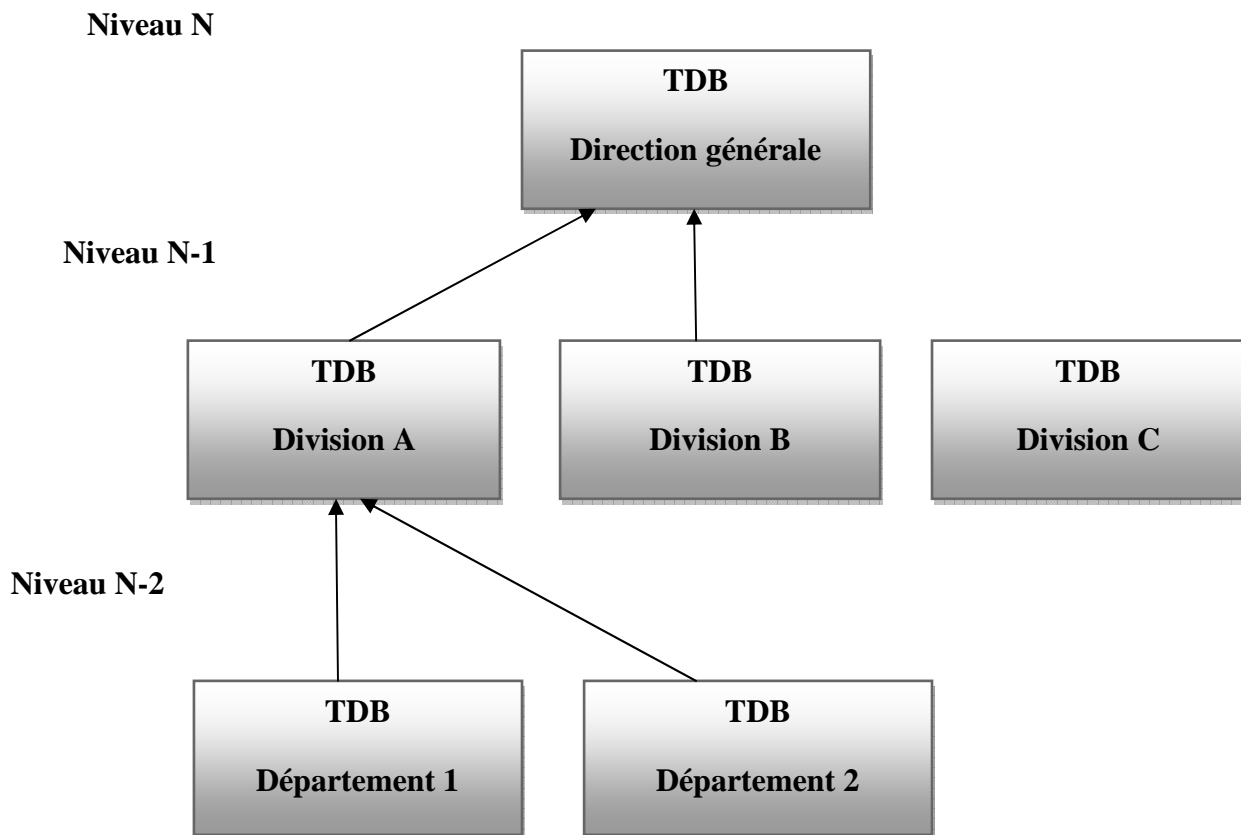 Niveau N
TDB
Direction générale
Niveau N-1
TDB
Division A
TDB
Division B
TDB
Division C
Niveau N-2
TDB
Département 1
TDB
Département 2